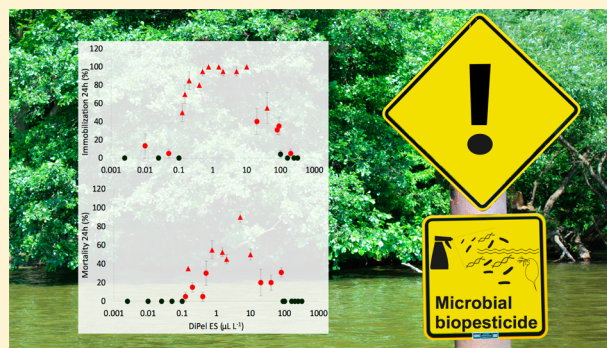 Immobilization 24h (%)
120
100
80
60
40
20
0
0.001 0.01 0.1 1 10 100 1000
Mortality 24h (%)
120
100
80
60
40
20
0
0.001 0.01 0.1 1 10 100 1000
DiPel ES (µL L⁻¹)
!
Microbial
biopesticide